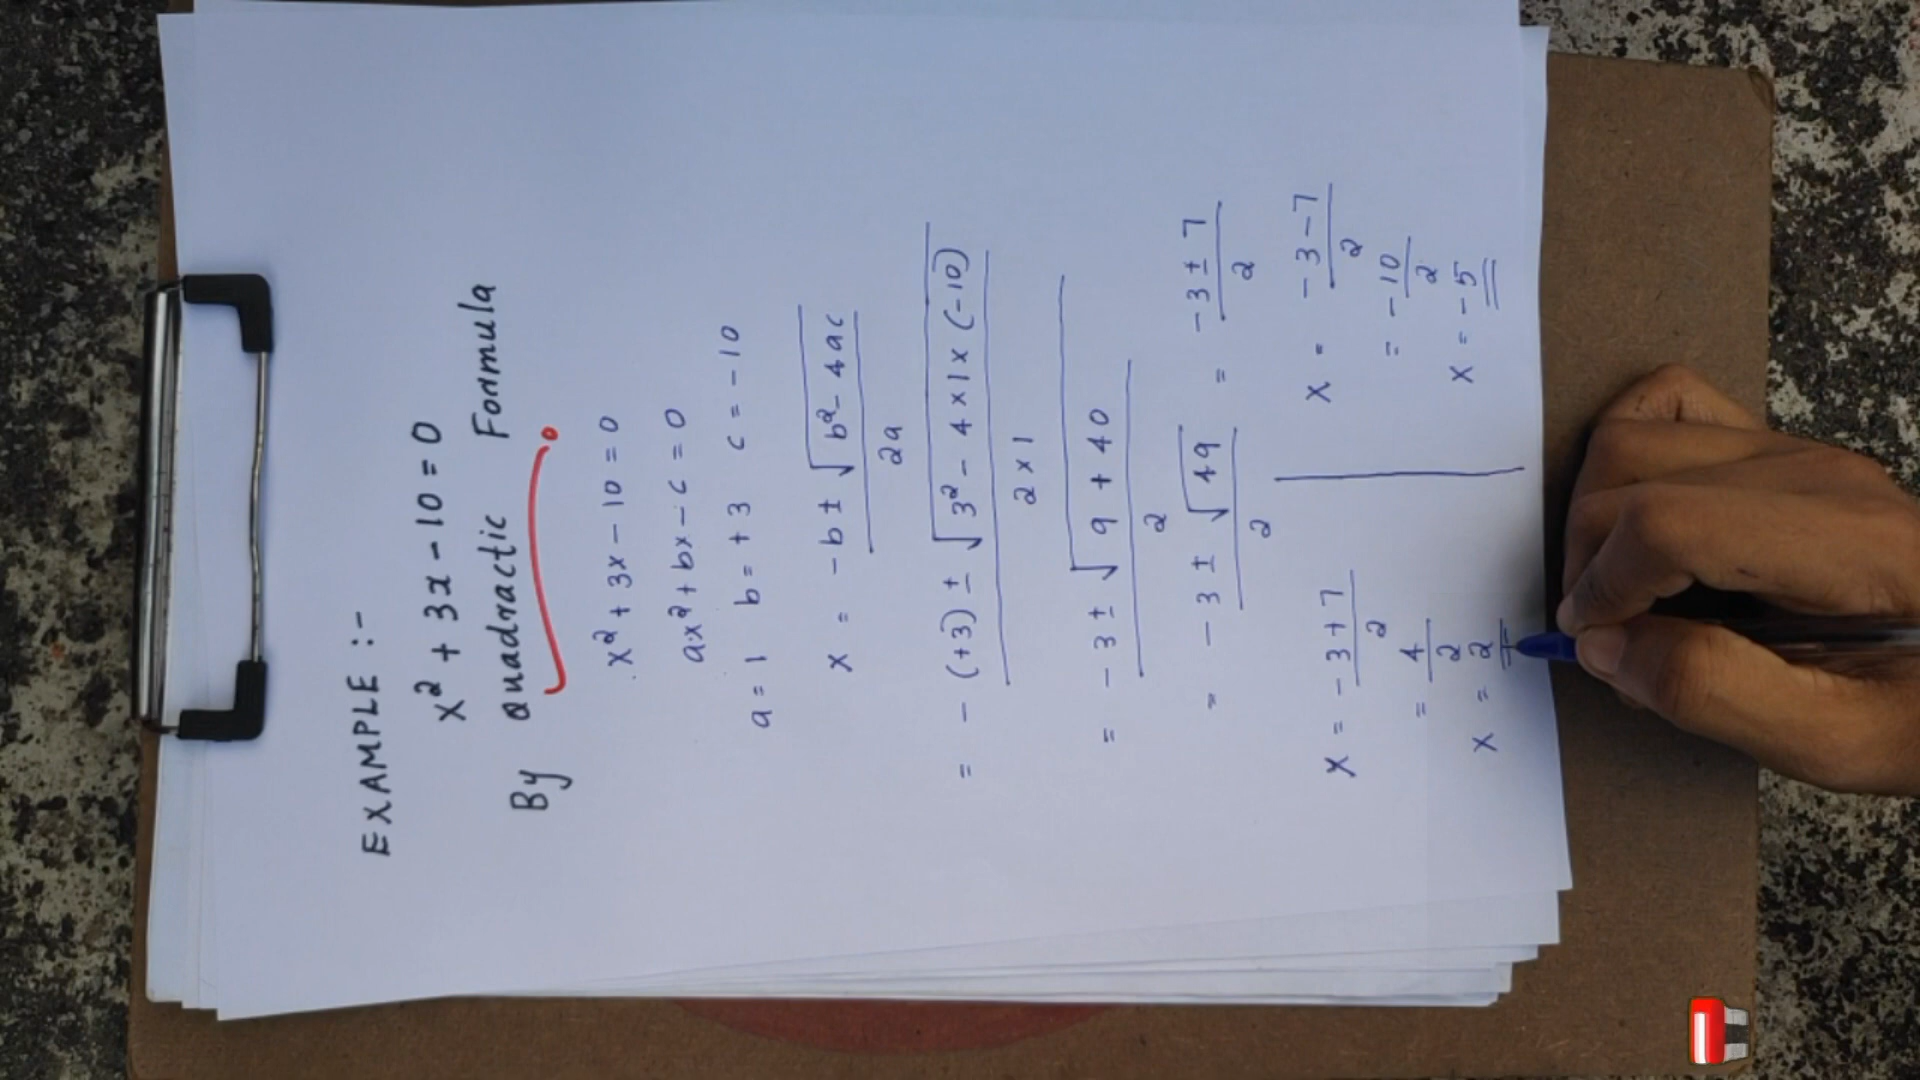 EXAMPLE :-
x² + 3x - 10 = 0
By Quadractic Formula
x² + 3x - 10 = 0
ax² + bx - c = 0
a = 1 b = + 3 c = - 10
x = -b ± √b² - 4ac / 2a
= - (+3) ± √3² - 4 × 1 × (-10) / 2 × 1
= - 3 ± √9 + 40 / 2
= - 3 ± √49 / 2 = - 3 ± 7 / 2
x = - 3 + 7 / 2
= 4 / 2
x = 2
x = - 3 - 7 / 2
= - 10 / 2
x = - 5